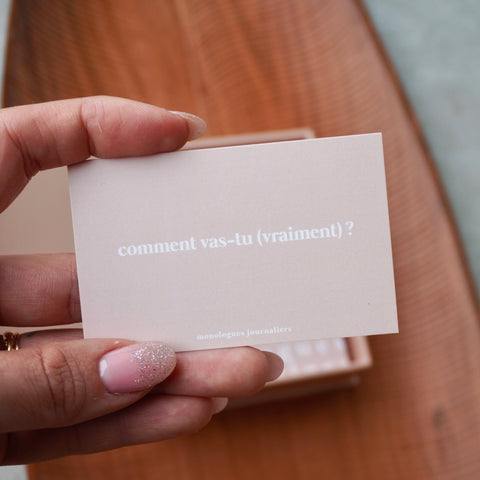 comment vas-tu (vraiment) ?
monologues journaliers